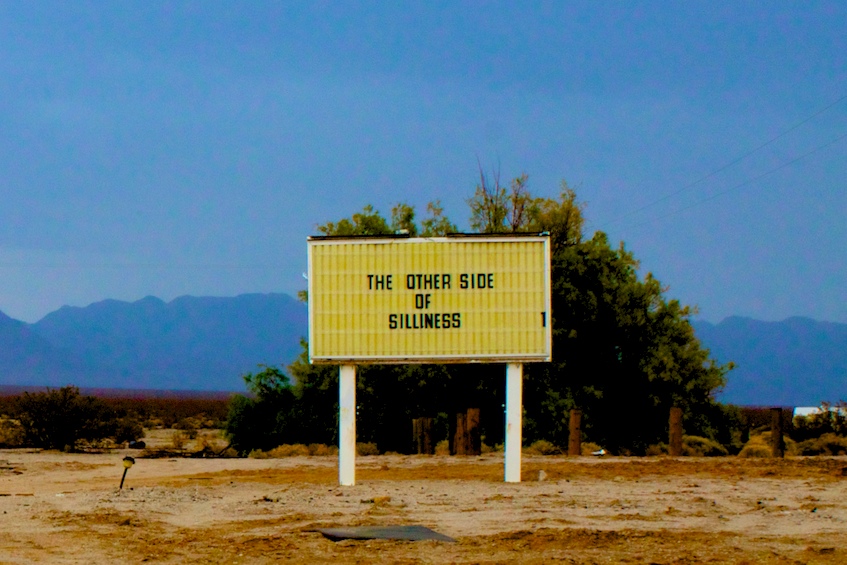 THE OTHER SIDE
OF
SILLINESS 1